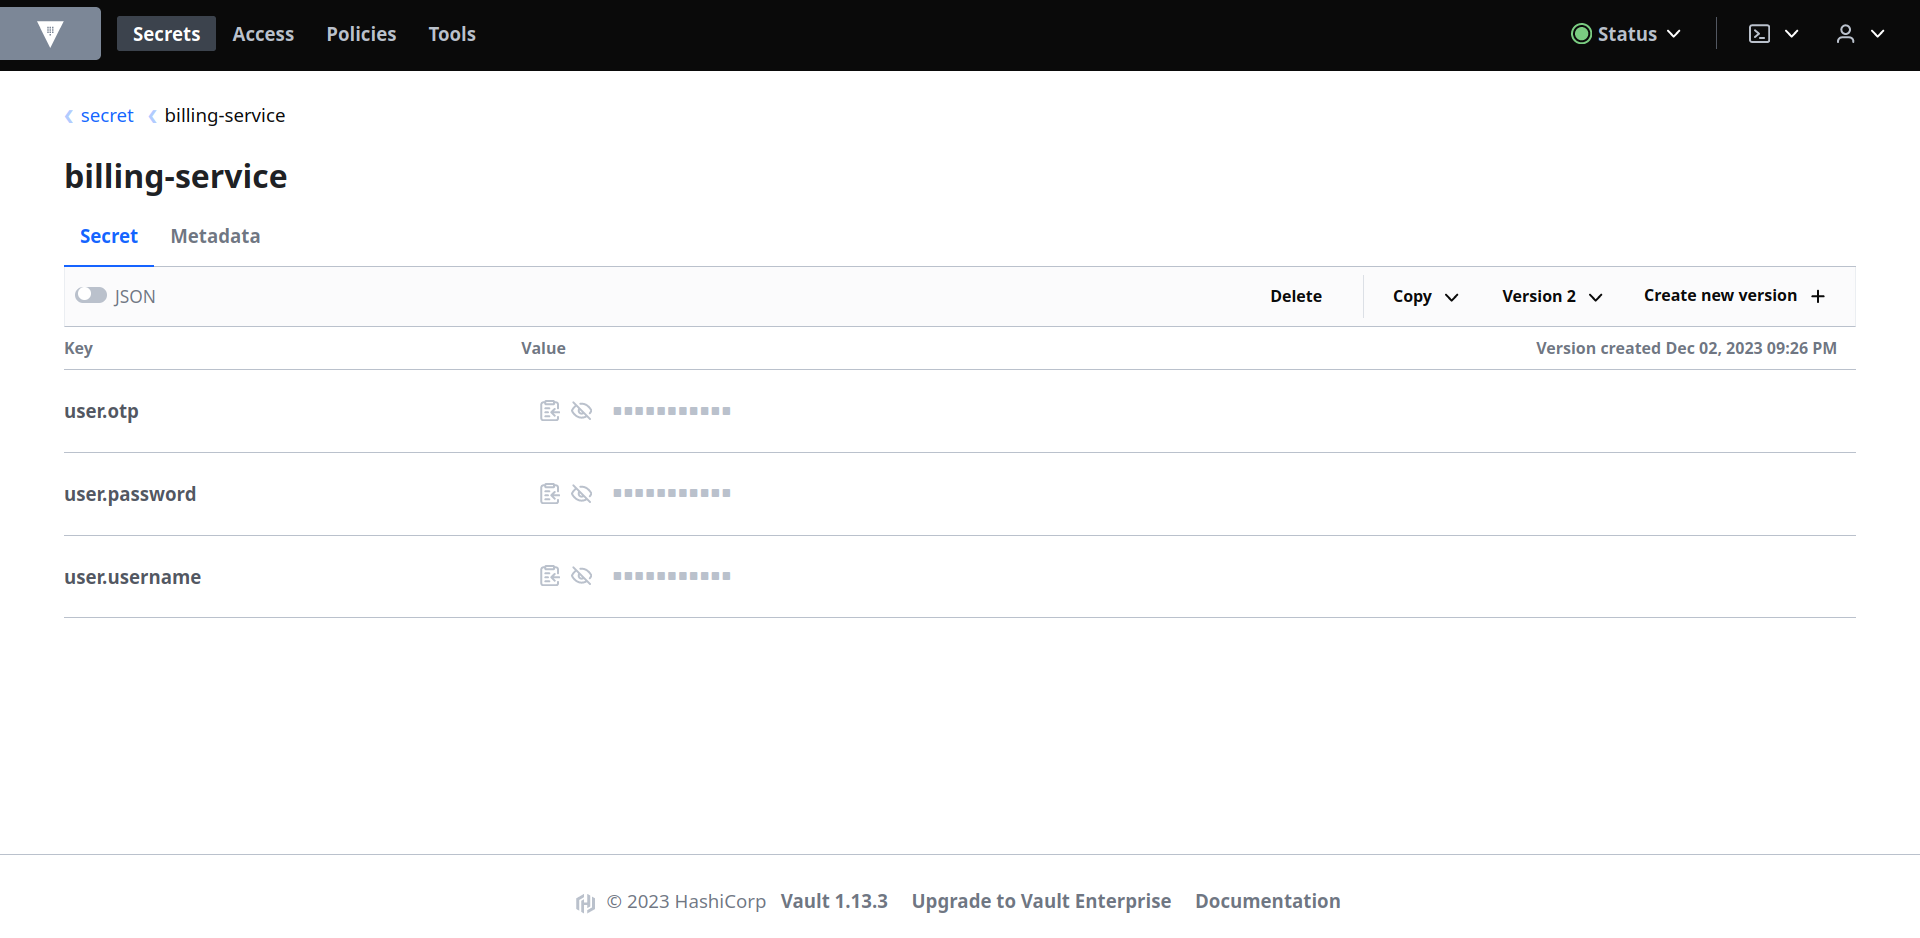 Secrets Access Policies Tools Status
secret billing-service
billing-service
Secret Metadata
JSON Delete Copy Version 2 Create new version
Key Value Version created Dec 02, 2023 09:26 PM
user.otp
user.password
user.username
© 2023 HashiCorp Vault 1.13.3 Upgrade to Vault Enterprise Documentation